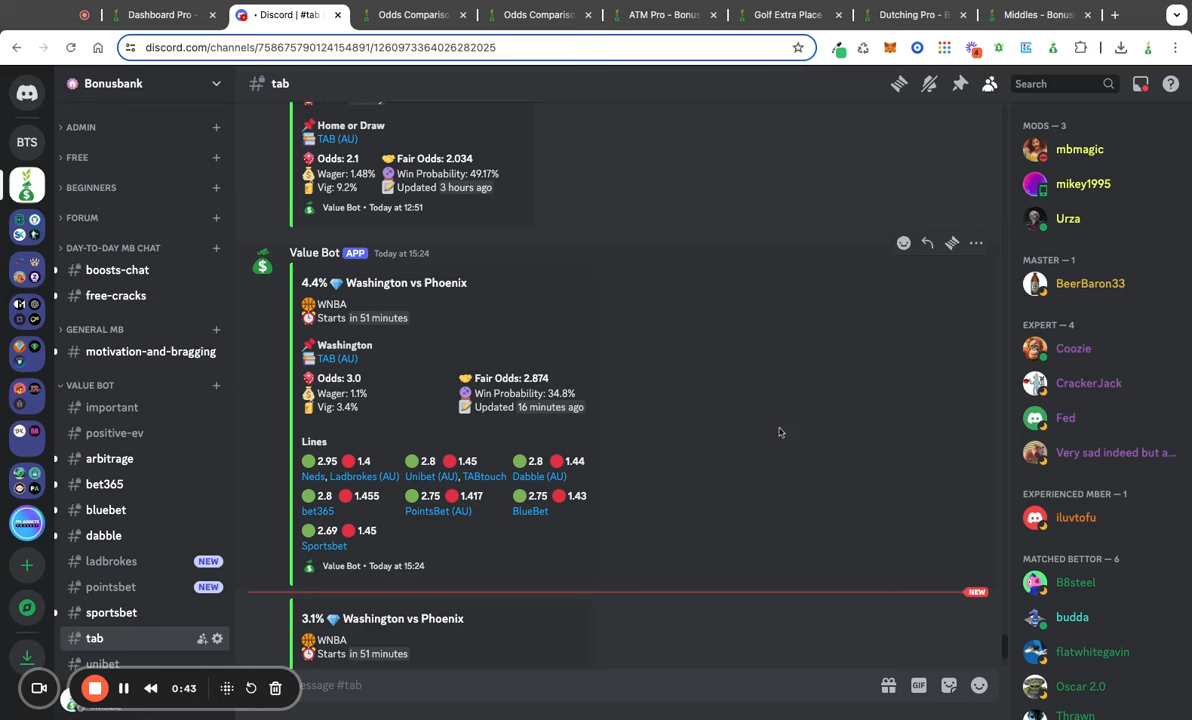 Dashboard Pro -
• Discord | #tab |
Odds Compariso
Odds Compariso
ATM Pro - Bonus
Golf Extra Place
Dutching Pro - B
Middles - Bonus
discord.com/channels/758675790124154891/1260973364026282025
4
Bonusbank
tab
Search
BTS
ADMIN
FREE
BEGINNERS
FORUM
DAY-TO-DAY MB CHAT
boosts-chat
free-cracks
GENERAL MB
motivation-and-bragging
VALUE BOT
important
positive-ev
arbitrage
bet365
bluebet
dabble
ladbrokes NEW
pointsbet NEW
sportsbet
tab
unibet
0:43
Home or Draw
TAB (AU)
Odds: 2.1 Fair Odds: 2.034
Wager: 1.48% Win Probability: 49.17%
Vig: 9.2% Updated 3 hours ago
Value Bot • Today at 12:51
Value Bot APP Today at 15:24
4.4% Washington vs Phoenix
WNBA
Starts in 51 minutes
Washington
TAB (AU)
Odds: 3.0 Fair Odds: 2.874
Wager: 1.1% Win Probability: 34.8%
Vig: 3.4% Updated 16 minutes ago
Lines
2.95 1.4 2.8 1.45 2.8 1.44
Neds, Ladbrokes (AU) Unibet (AU), TABtouch Dabble (AU)
2.8 1.455 2.75 1.417 2.75 1.43
bet365 PointsBet (AU) BlueBet
2.69 1.45
Sportsbet
Value Bot • Today at 15:24
NEW
3.1% Washington vs Phoenix
WNBA
Starts in 51 minutes
essage #tab
GIF
MODS — 3
mbmagic
mikey1995
Urza
MASTER — 1
BeerBaron33
EXPERT — 4
Coozie
CrackerJack
Fed
Very sad indeed but a...
EXPERIENCED MBER — 1
iluvtofu
MATCHED BETTOR — 6
B8steel
budda
flatwhitegavin
Oscar 2.0
Thrawn